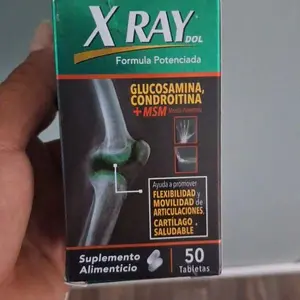 X RAY DOL
Formula Potenciada
GLUCOSAMINA,
CONDROITINA
+MSM
Ayuda a promover
FLEXIBILIDAD y
MOVILIDAD de
ARTICULACIONES.
CARTÍLAGO +
SALUDABLE
Suplemento
Alimenticio
50
Tabletas